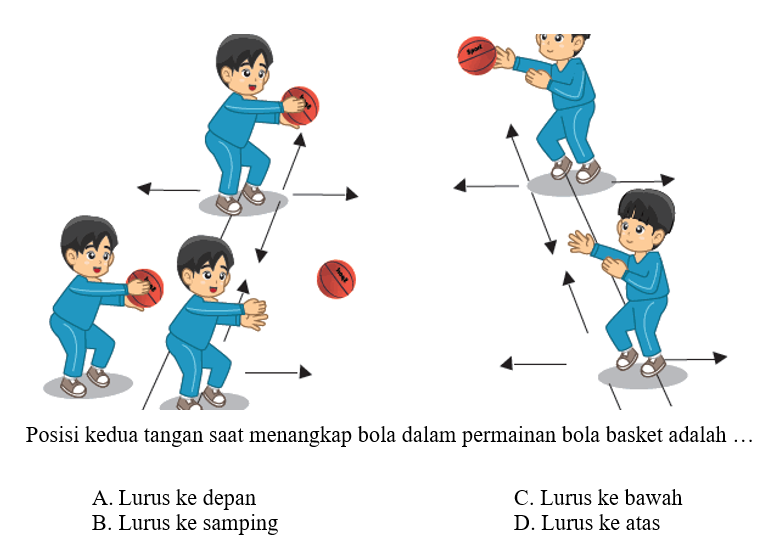 Sport
Posisi kedua tangan saat menangkap bola dalam permainan bola basket adalah …
A. Lurus ke depan
B. Lurus ke samping
C. Lurus ke bawah
D. Lurus ke atas